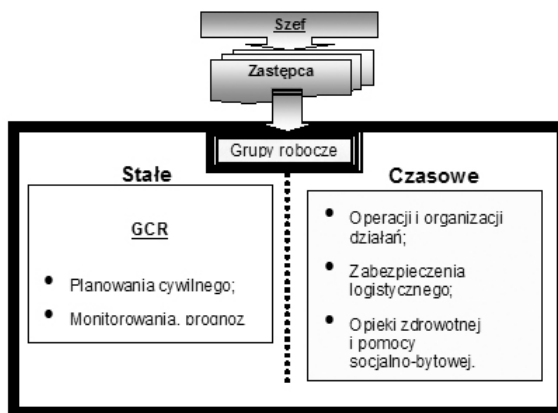 Szef
Zastępca
Grupy robocze
Stałe
GCR
• Planowania cywilnego;
• Monitorowania, prognoz
Czasowe
• Operacji i organizacji
działań;
• Zabezpieczenia
logistycznego;
• Opieki zdrowotnej
i pomocy
socjalno-bytowej.